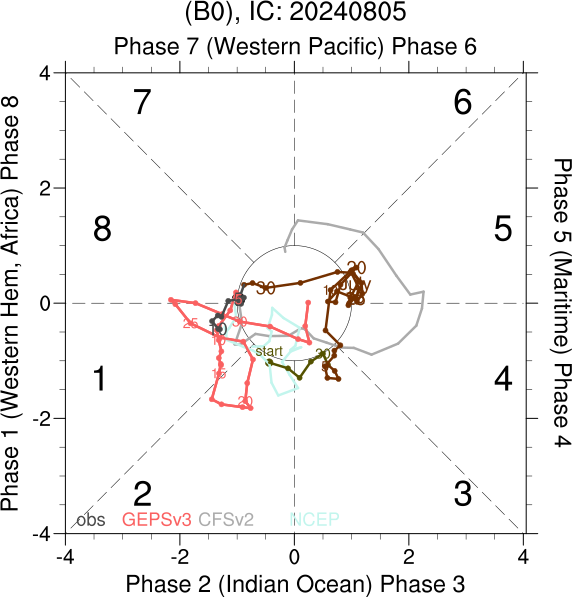 (B0), IC: 20240805
Phase 7 (Western Pacific) Phase 6
Phase 1 (Western Hem, Africa) Phase 8
Phase 5 (Maritime) Phase 4
4
2
0
-2
-4
7
6
8
5
1
4
2
3
30
20
July
25
30
10
15
20
start
30
5
obs
GEPSv3
CFSv2
NCEP
-4
-2
0
2
4
Phase 2 (Indian Ocean) Phase 3